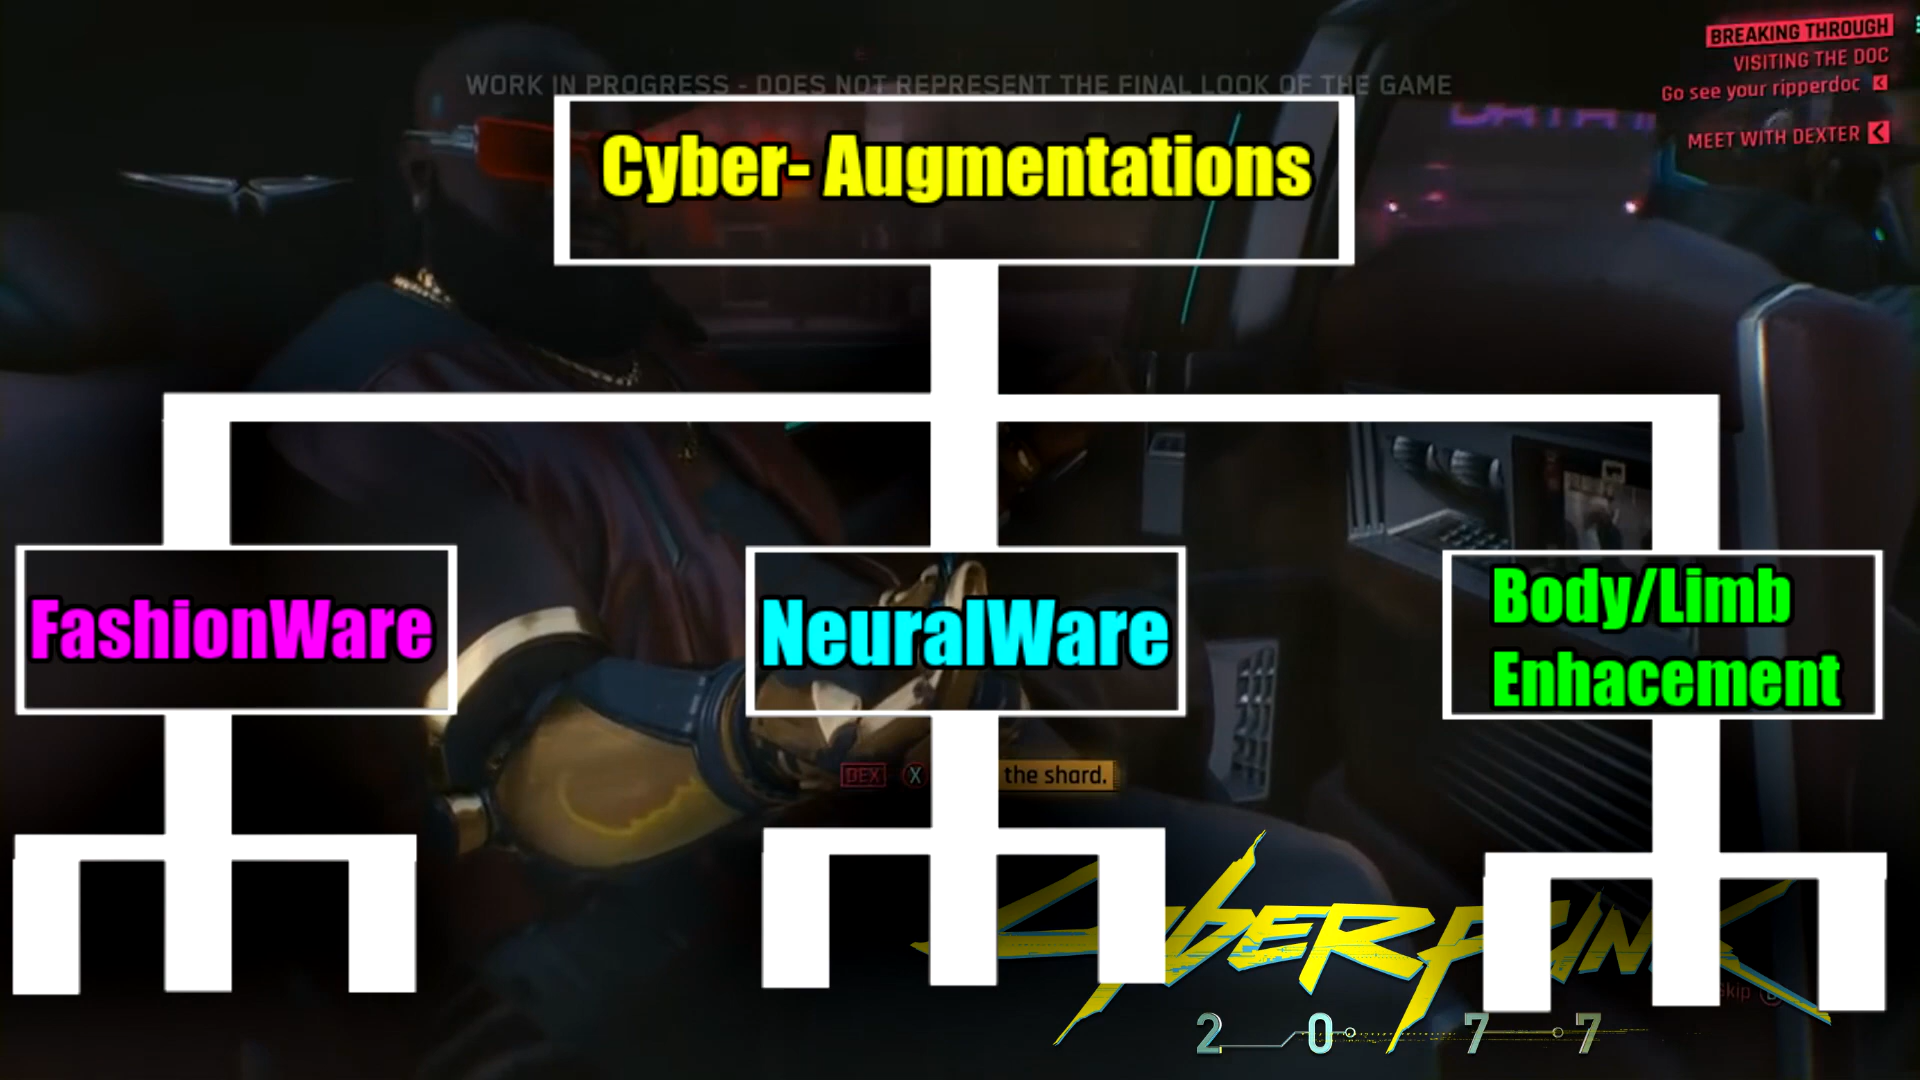 BREAKING THROUGH
VISITING THE DOC
Go see your ripperdoc
MEET WITH DEXTER
WORK IN PROGRESS - DOES NOT REPRESENT THE FINAL LOOK OF THE GAME
Cyber- Augmentations
FashionWare
NeuralWare
Body/Limb
Enhacement
DEX X the shard.
Cyberpunk
2077
Skip